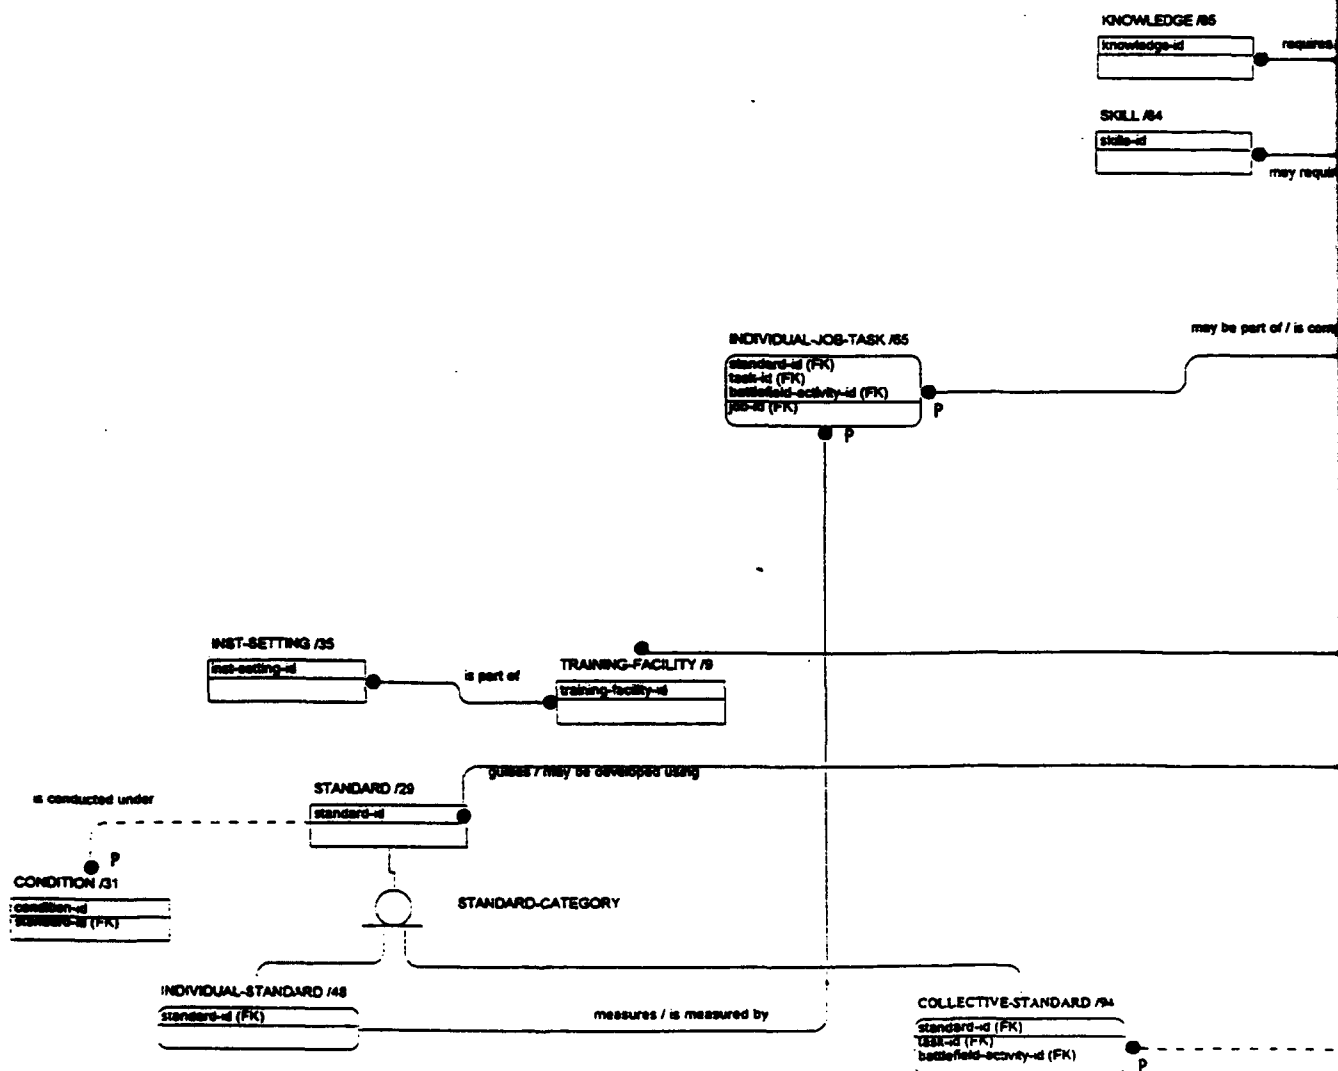 KNOWLEDGE /85
knowledge-id
requires
SKILL /84
skills-id
may requir
may be part of / is com
INDIVIDUAL-JOB-TASK /65
standard-id (FK)
task-id (FK)
battlefield-activity-id (FK)
job-id (FK)
P
P
INST-SETTING /35
inst-setting-id
is part of
TRAINING-FACILITY /9
training-facility-id
guides / may be developed using
STANDARD /29
standard-id
is conducted under
P
CONDITION /31
condition-id
standard-id (FK)
STANDARD-CATEGORY
INDIVIDUAL-STANDARD /48
standard-id (FK)
measures / is measured by
COLLECTIVE-STANDARD /94
standard-id (FK)
task-id (FK)
battlefield-activity-id (FK)
P